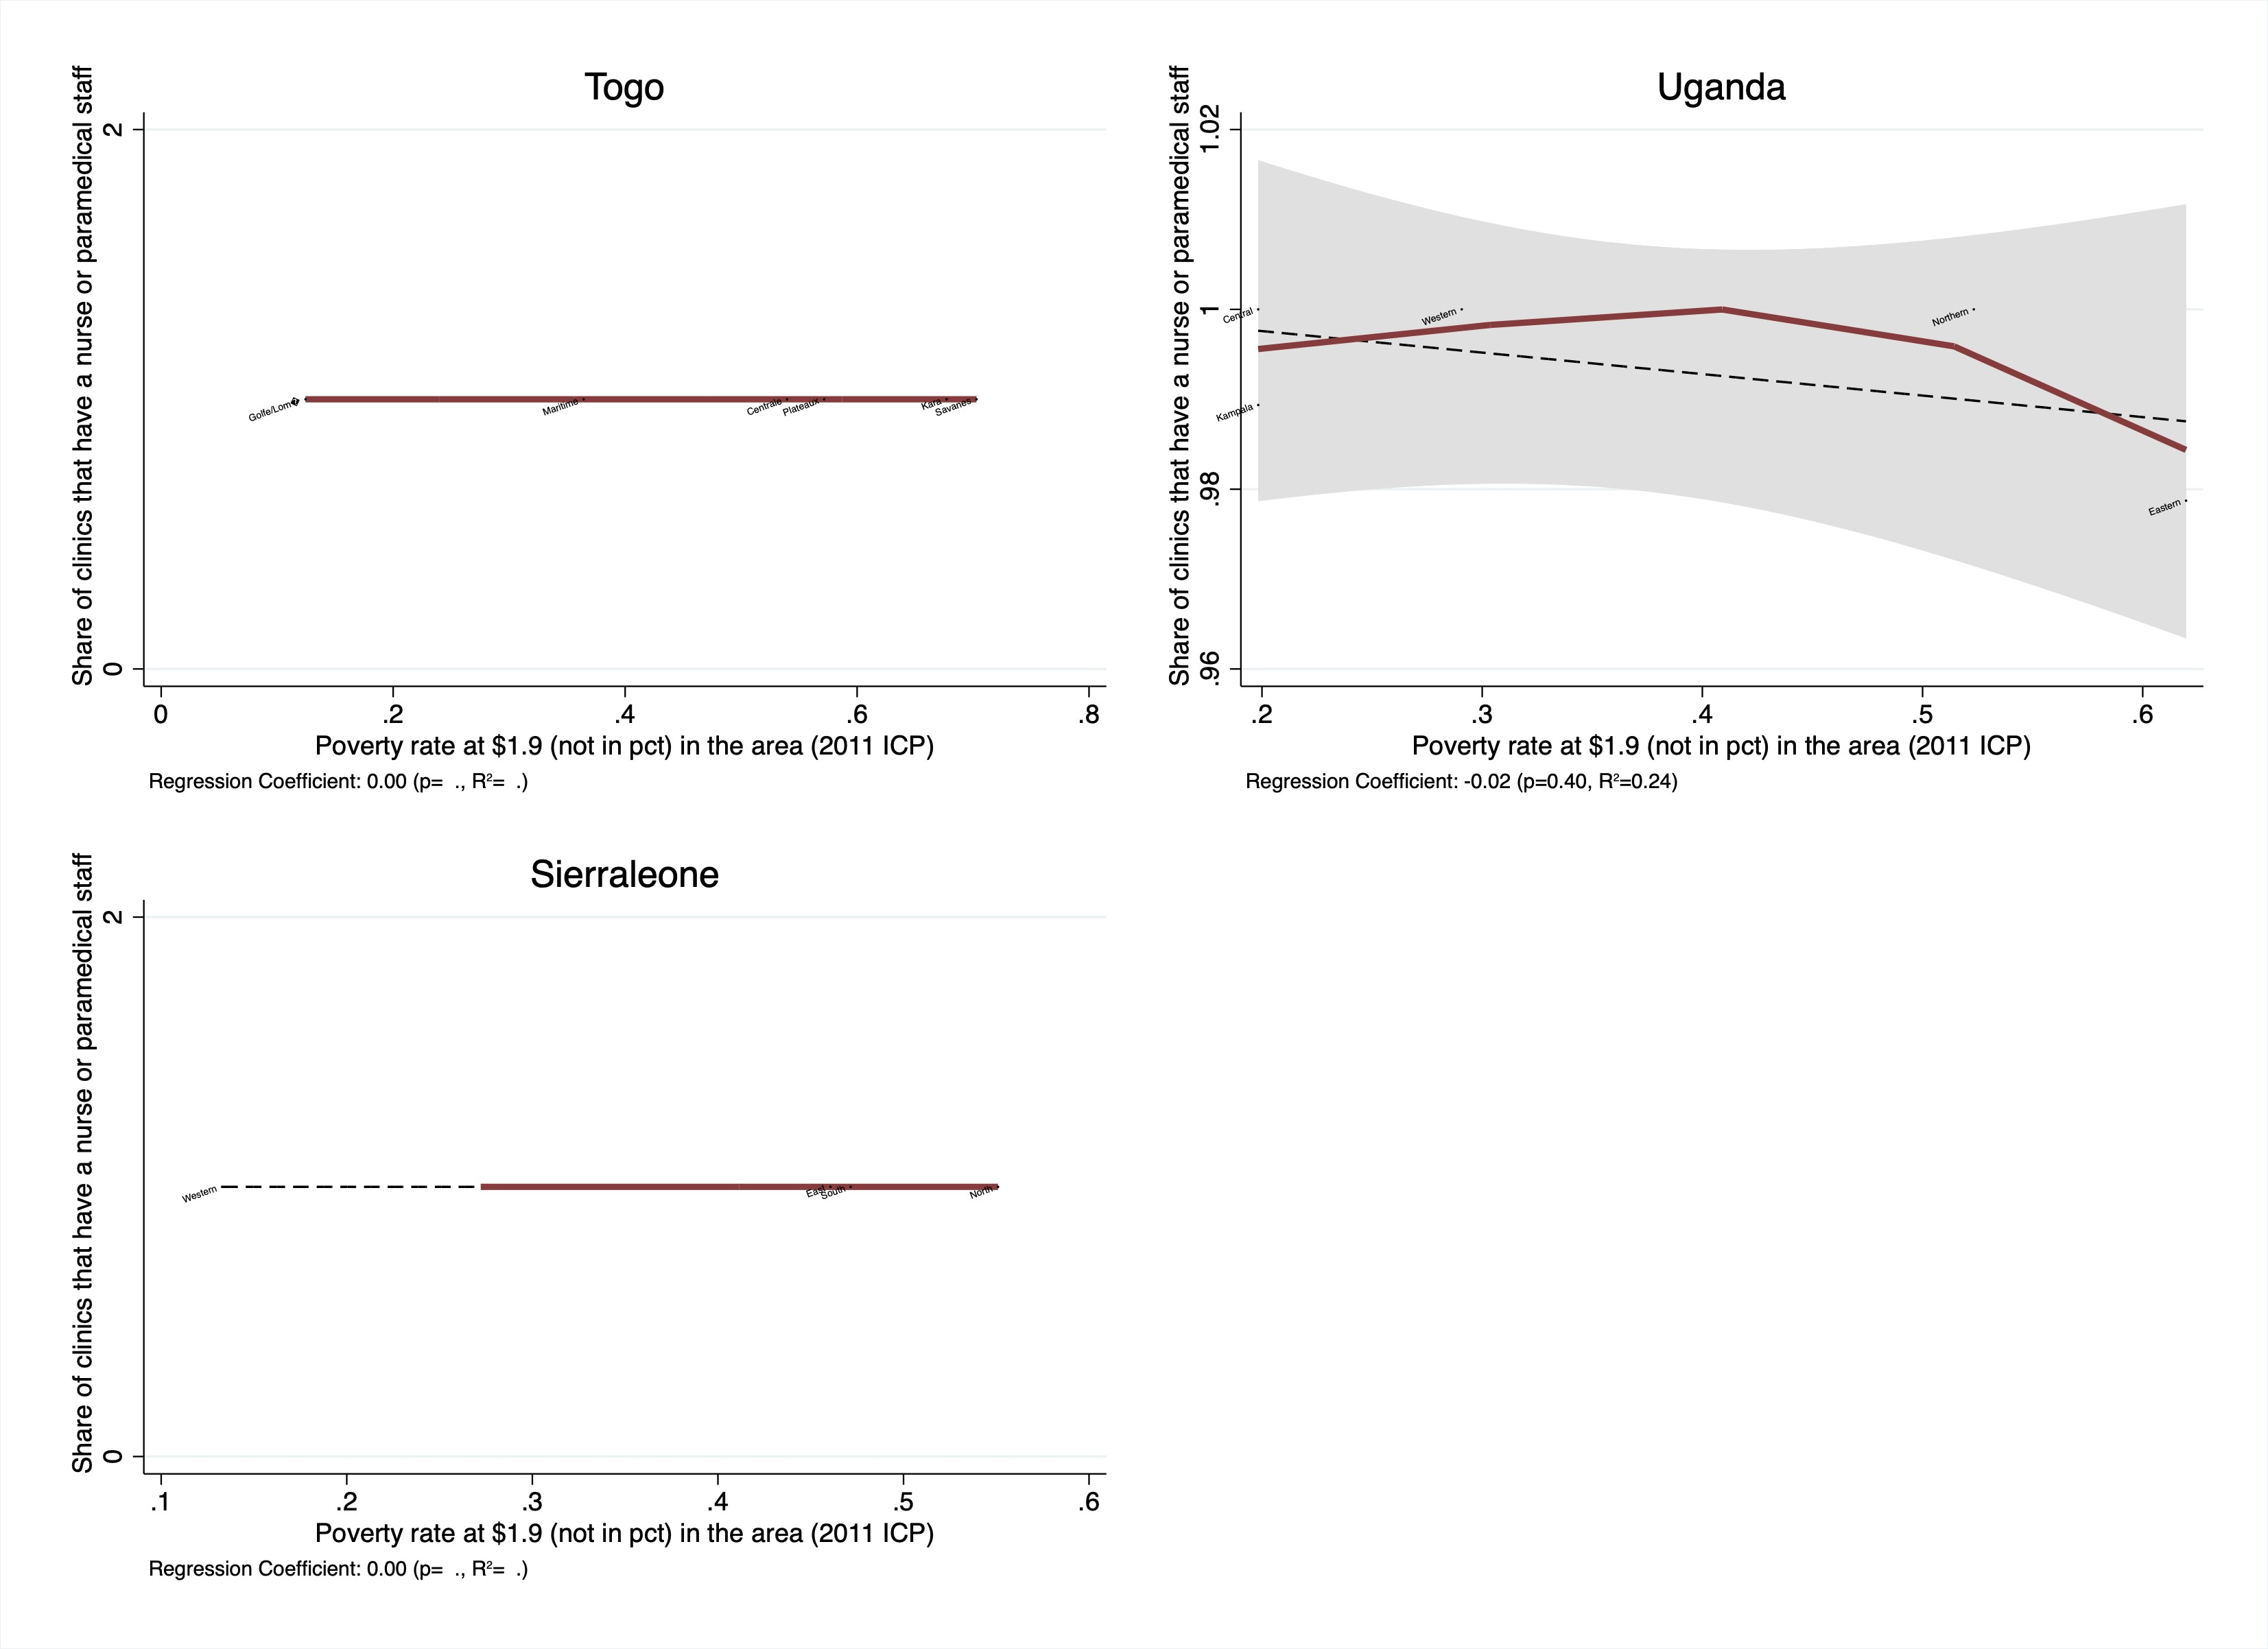 Togo
Share of clinics that have a nurse or paramedical staff
2
0
Golfe/Lom�
Maritime
Centrale
Plateaux
Kara
Savanes
0 .2 .4 .6 .8
Poverty rate at $1.9 (not in pct) in the area (2011 ICP)
Regression Coefficient: 0.00 (p= ., R²= .)
Uganda
Share of clinics that have a nurse or paramedical staff
1.02
1
.98
.96
Central
Kampala
Western
Northern
Eastern
.2 .3 .4 .5 .6
Poverty rate at $1.9 (not in pct) in the area (2011 ICP)
Regression Coefficient: -0.02 (p=0.40, R²=0.24)
Sierraleone
Share of clinics that have a nurse or paramedical staff
2
0
Western
East
South
North
.1 .2 .3 .4 .5 .6
Poverty rate at $1.9 (not in pct) in the area (2011 ICP)
Regression Coefficient: 0.00 (p= ., R²= .)